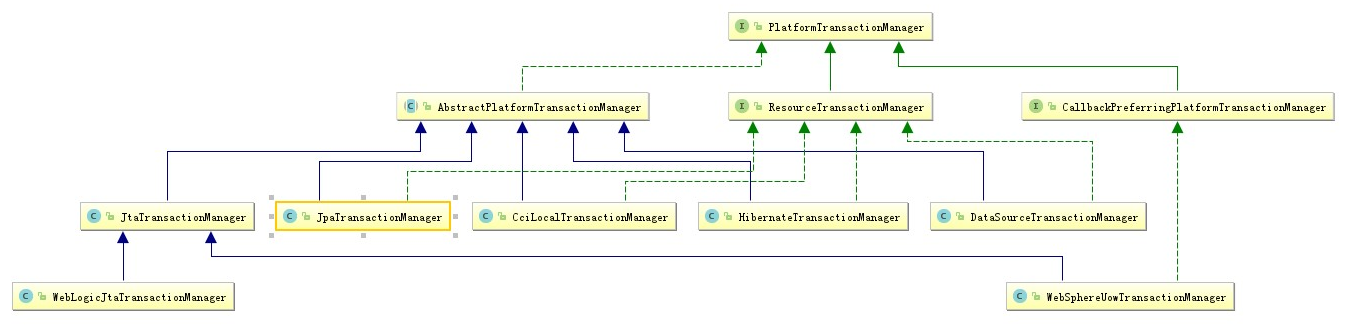 I PlatformTransactionManager
C AbstractPlatformTransactionManager
I ResourceTransactionManager
I CallbackPreferringPlatformTransactionManager
C JtaTransactionManager
C JpaTransactionManager
C CciLocalTransactionManager
C HibernateTransactionManager
C DataSourceTransactionManager
C WebLogicJtaTransactionManager
C WebSphereUowTransactionManager